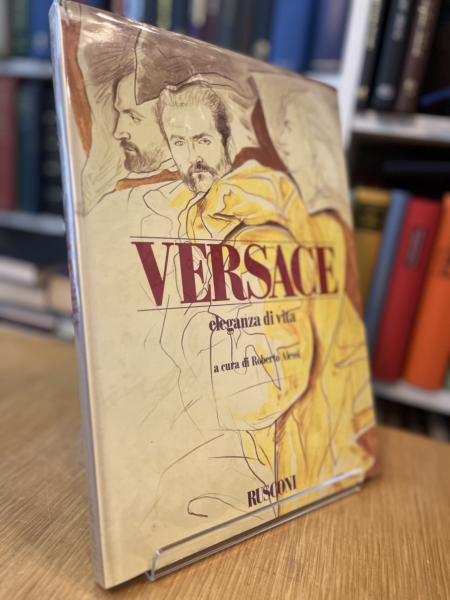 VERSACE
eleganza di vita
a cura di Roberto Alessi
RUSCONI